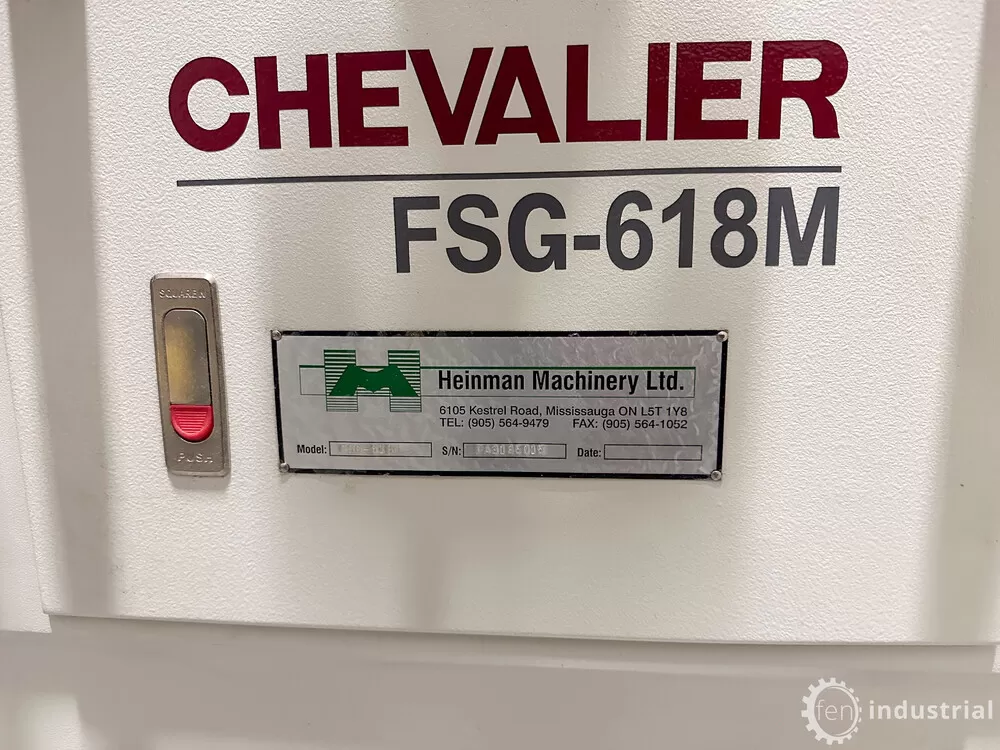 CHEVALIER
FSG-618M
SQUARE N
PUSH
Heinman Machinery Ltd.
6105 Kestrel Road, Mississauga ON L5T 1Y8
TEL: (905) 564-9479 FAX: (905) 564-1052
Model: S/N: Date:
fen industrial